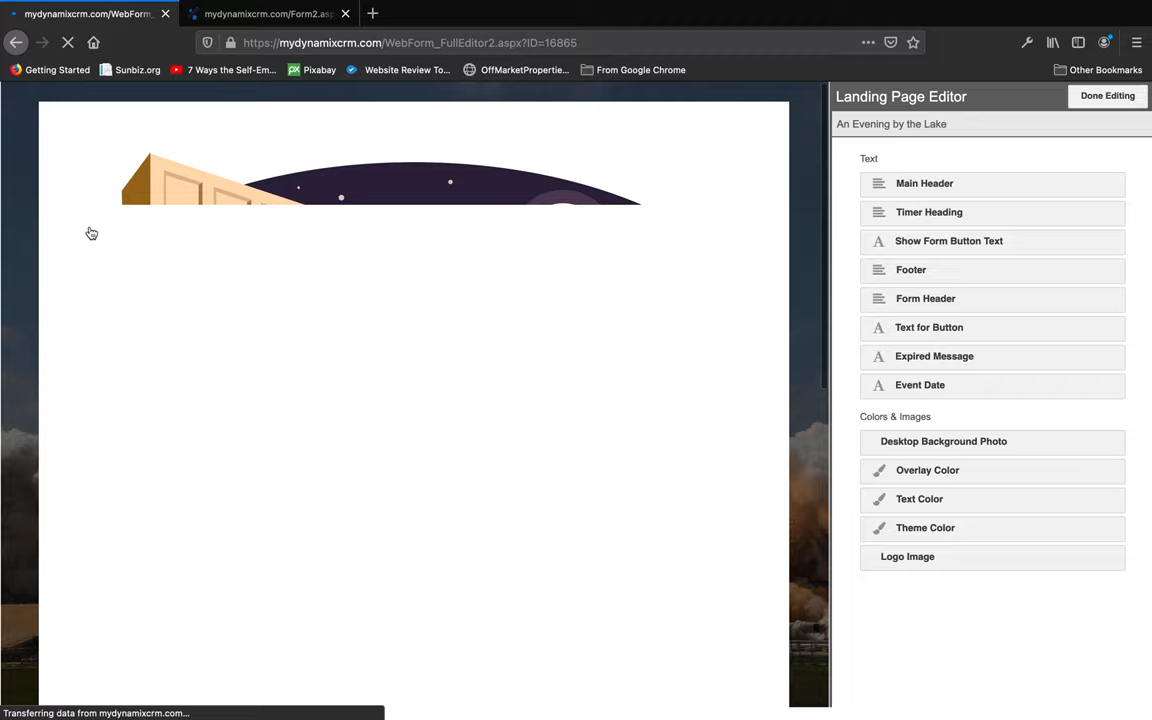 mydynamixcrm.com/WebForm_
mydynamixcrm.com/Form2.asp
https://mydynamixcrm.com/WebForm_FullEditor2.aspx?ID=16865
Getting Started
Sunbiz.org
7 Ways the Self-Em...
px
Pixabay
Website Review To...
OffMarketPropertie...
From Google Chrome
Other Bookmarks
Landing Page Editor
Done Editing
An Evening by the Lake
Text
Main Header
Timer Heading
A Show Form Button Text
Footer
Form Header
A Text for Button
A Expired Message
A Event Date
Colors & Images
Desktop Background Photo
Overlay Color
Text Color
Theme Color
Logo Image
Transferring data from mydynamixcrm.com...